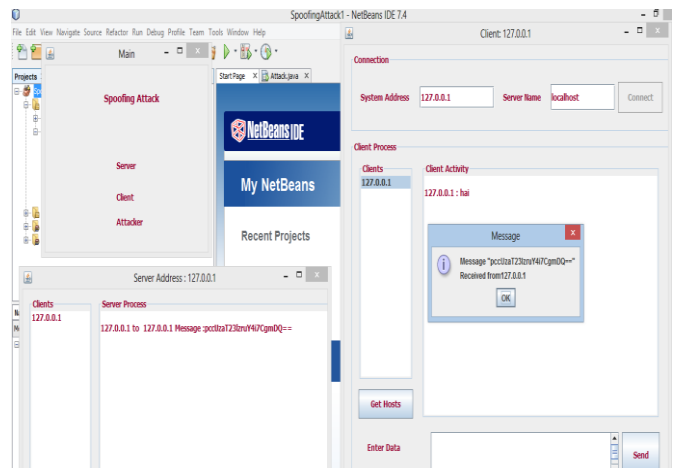 SpoofingAttack1 - NetBeans IDE 7.4
File Edit View Navigate Source Refactor Run Debug Profile Team Tools Window Help
Main
Projects
Start Page
Attack.java
Spoofing Attack
Server
Client
Attacker
NetBeans IDE
My NetBeans
Recent Projects
Server Address : 127.0.0.1
Clients
127.0.0.1
Server Process
127.0.0.1 to 127.0.0.1 Message :pccUzaT23IzruY4i7CgmDQ==
Client: 127.0.0.1
Connection
System Address
127.0.0.1
Server Name
localhost
Connect
Client Process
Clients
127.0.0.1
Client Activity
127.0.0.1 : hai
Message
Message "pccUzaT23IzruY4i7CgmDQ=="
Received from127.0.0.1
OK
Get Hosts
Enter Data
Send